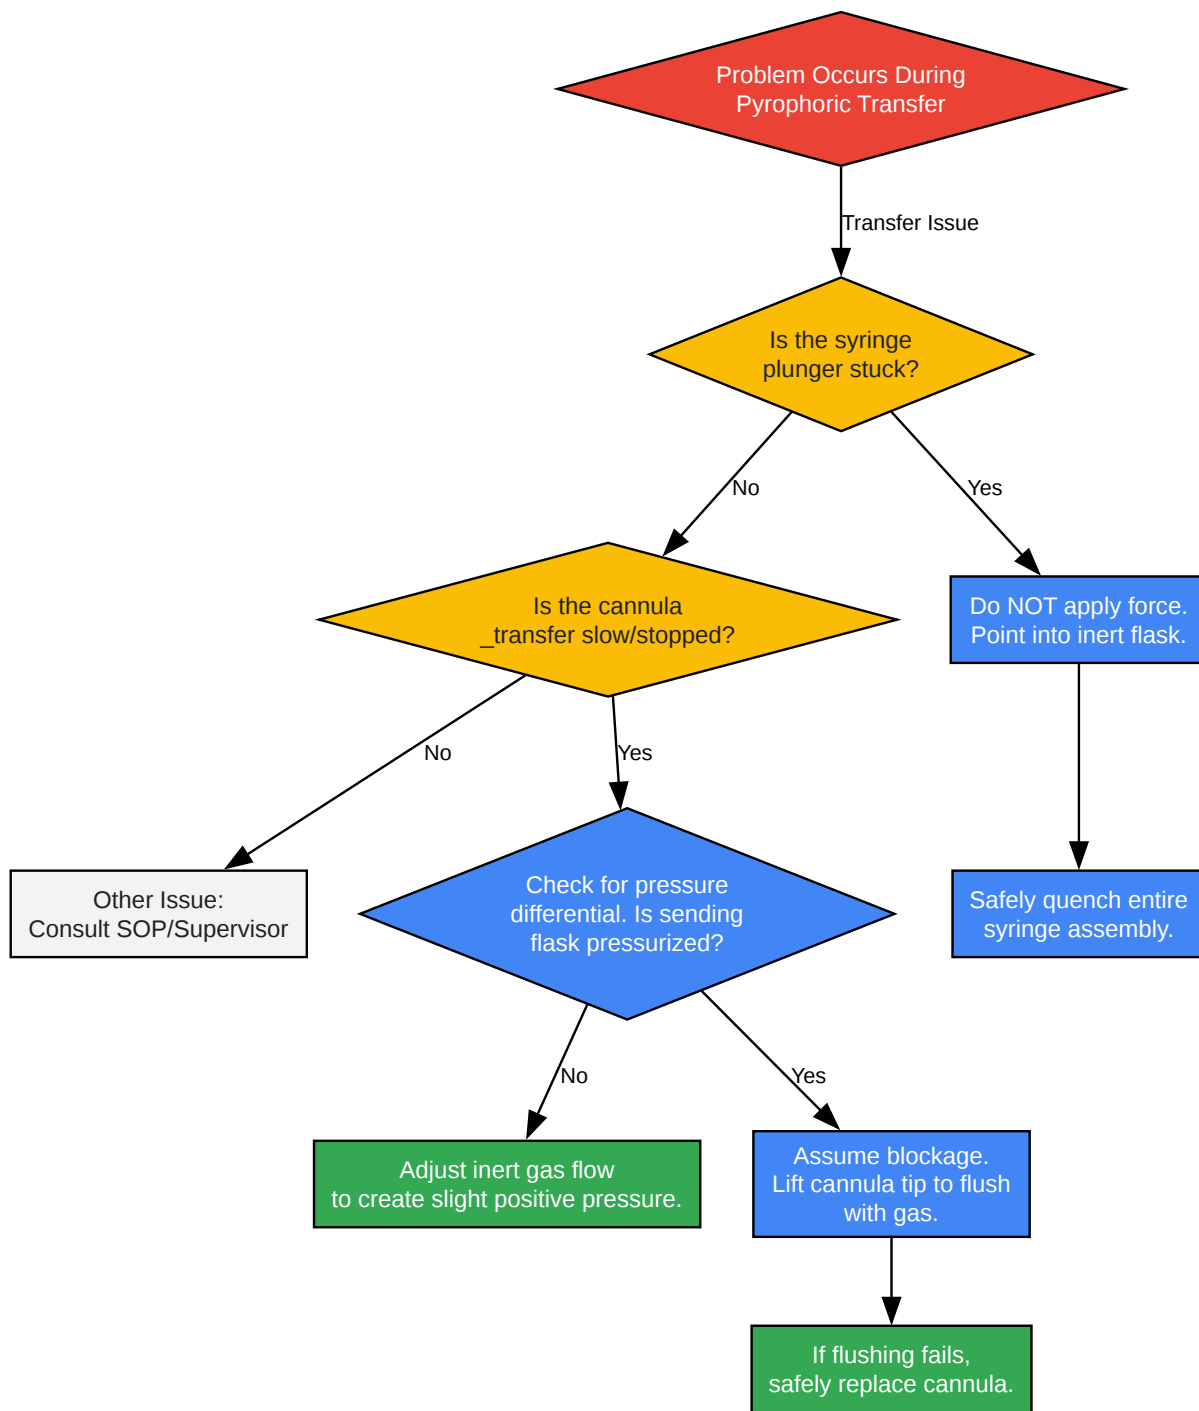 Problem Occurs During
Pyrophoric Transfer
Transfer Issue
Is the syringe
plunger stuck?
No
Yes
Is the cannula
_transfer slow/stopped?
Do NOT apply force.
Point into inert flask.
No
Yes
Other Issue:
Consult SOP/Supervisor
Check for pressure
differential. Is sending
flask pressurized?
Safely quench entire
syringe assembly.
No
Yes
Adjust inert gas flow
to create slight positive pressure.
Assume blockage.
Lift cannula tip to flush
with gas.
If flushing fails,
safely replace cannula.